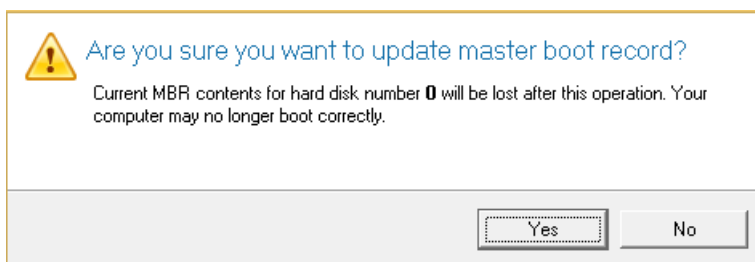 Are you sure you want to update master boot record?
Current MBR contents for hard disk number 0 will be lost after this operation. Your
computer may no longer boot correctly.
Yes
No